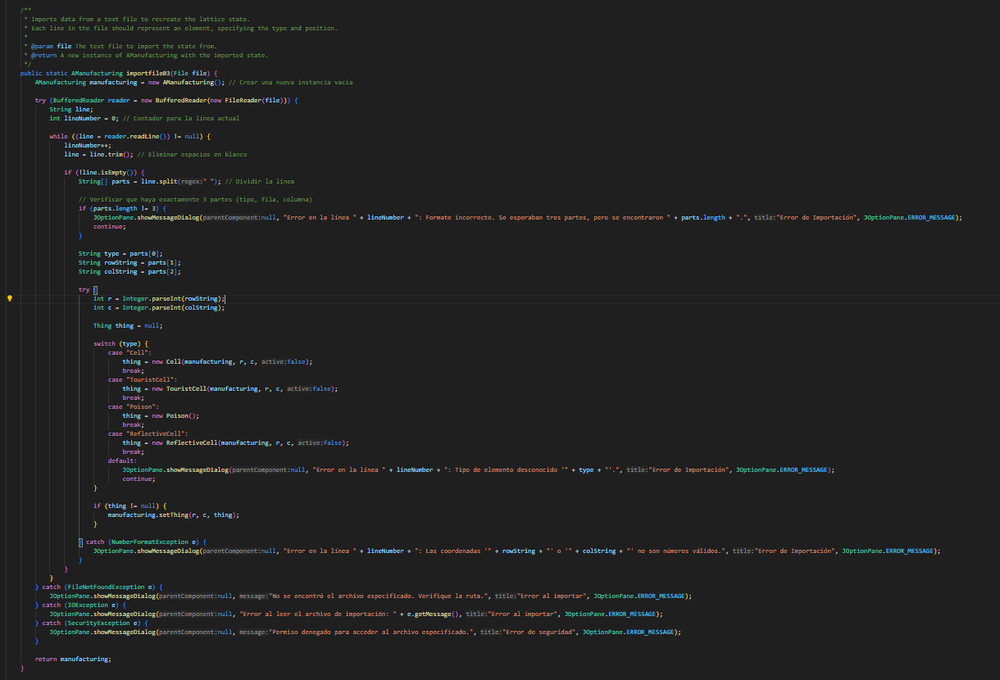 /**
 * Imports data from a text file to recreate the lattice state.
 * Each line in the file should represent an element, specifying the type and position.
 *
 * @param file The text file to import the state from.
 * @return A new instance of AManufacturing with the imported state.
 */
public static AManufacturing importfile03(File file) {
    AManufacturing manufacturing = new AManufacturing(); // Crear una nueva instancia vacía

    try (BufferedReader reader = new BufferedReader(new FileReader(file))) {
        String line;
        int lineNumber = 0; // Contador para la línea actual

        while ((line = reader.readLine()) != null) {
            lineNumber++;
            line = line.trim(); // Eliminar espacios en blanco

            if (!line.isEmpty()) {
                String[] parts = line.split(regex:" "); // Dividir la línea

                // Verificar que haya exactamente 3 partes (tipo, fila, columna)
                if (parts.length != 3) {
                    JOptionPane.showMessageDialog(parentComponent:null, "Error en la línea " + lineNumber + ": Formato incorrecto. Se esperaban tres partes, pero se encontraron " + parts.length + ".", title:"Error de Importación", JOptionPane.ERROR_MESSAGE);
                    continue;
                }

                String type = parts[0];
                String rowString = parts[1];
                String colString = parts[2];

                try {
                    int r = Integer.parseInt(rowString);
                    int c = Integer.parseInt(colString);

                    Thing thing = null;

                    switch (type) {
                        case "Cell":
                            thing = new Cell(manufacturing, r, c, active:false);
                            break;
                        case "TouristCell":
                            thing = new TouristCell(manufacturing, r, c, active:false);
                            break;
                        case "Poison":
                            thing = new Poison();
                            break;
                        case "ReflectiveCell":
                            thing = new ReflectiveCell(manufacturing, r, c, active:false);
                            break;
                        default:
                            JOptionPane.showMessageDialog(parentComponent:null, "Error en la línea " + lineNumber + ": Tipo de elemento desconocido '" + type + "'.", title:"Error de Importación", JOptionPane.ERROR_MESSAGE);
                            continue;
                    }

                    if (thing != null) {
                        manufacturing.setThing(r, c, thing);
                    }

                } catch (NumberFormatException e) {
                    JOptionPane.showMessageDialog(parentComponent:null, "Error en la línea " + lineNumber + ": Las coordenadas '" + rowString + "' o '" + colString + "' no son números válidos.", title:"Error de Importación", JOptionPane.ERROR_MESSAGE);
                }
            }
        }
    } catch (FileNotFoundException e) {
        JOptionPane.showMessageDialog(parentComponent:null, message:"No se encontró el archivo especificado. Verifique la ruta.", title:"Error al importar", JOptionPane.ERROR_MESSAGE);
    } catch (IOException e) {
        JOptionPane.showMessageDialog(parentComponent:null, "Error al leer el archivo de importación: " + e.getMessage(), title:"Error al importar", JOptionPane.ERROR_MESSAGE);
    } catch (SecurityException e) {
        JOptionPane.showMessageDialog(parentComponent:null, message:"Permiso denegado para acceder al archivo especificado.", title:"Error de seguridad", JOptionPane.ERROR_MESSAGE);
    }

    return manufacturing;
}